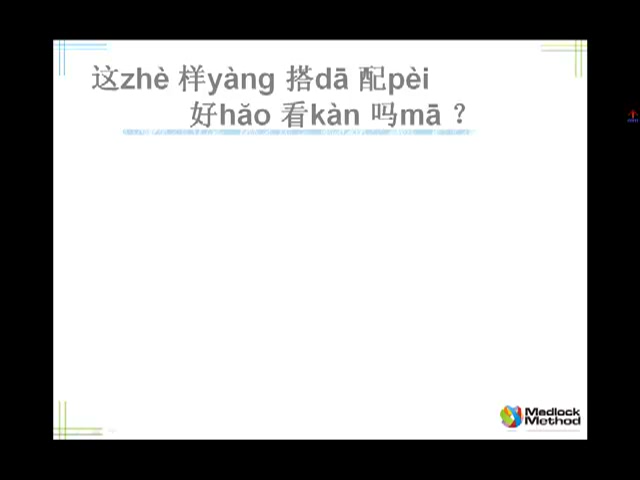 这zhè 样yàng 搭dā 配pèi
好hǎo 看kàn 吗mā ？
Medlock
Method